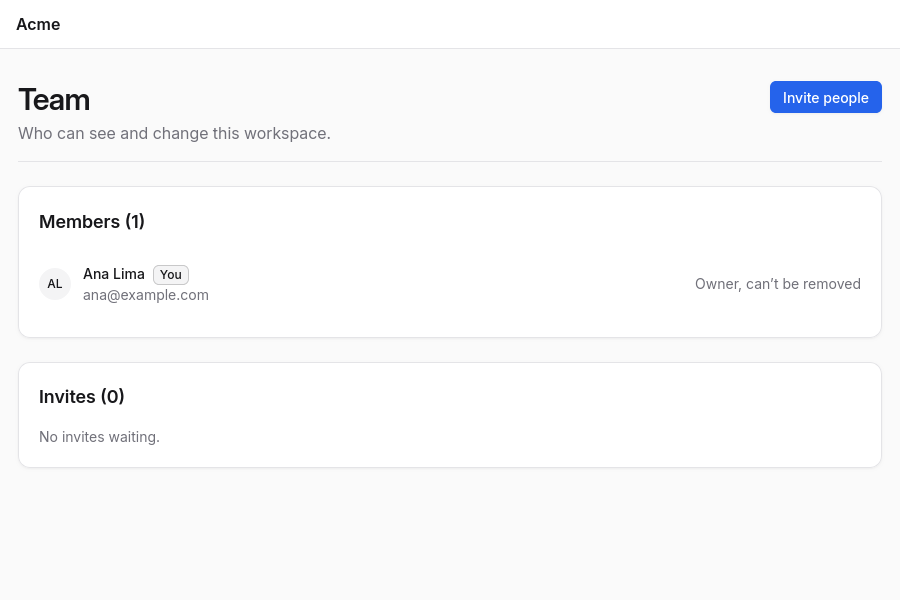 Acme
Team
Invite people
Who can see and change this workspace.
Members (1)
AL
Ana Lima
You
ana@example.com
Owner, can’t be removed
Invites (0)
No invites waiting.